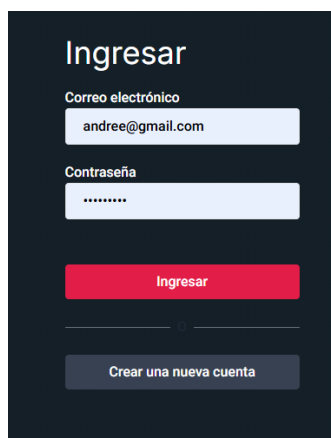 Ingresar
Correo electrónico
andree@gmail.com
Contraseña
•••••••••
Ingresar
O
Crear una nueva cuenta